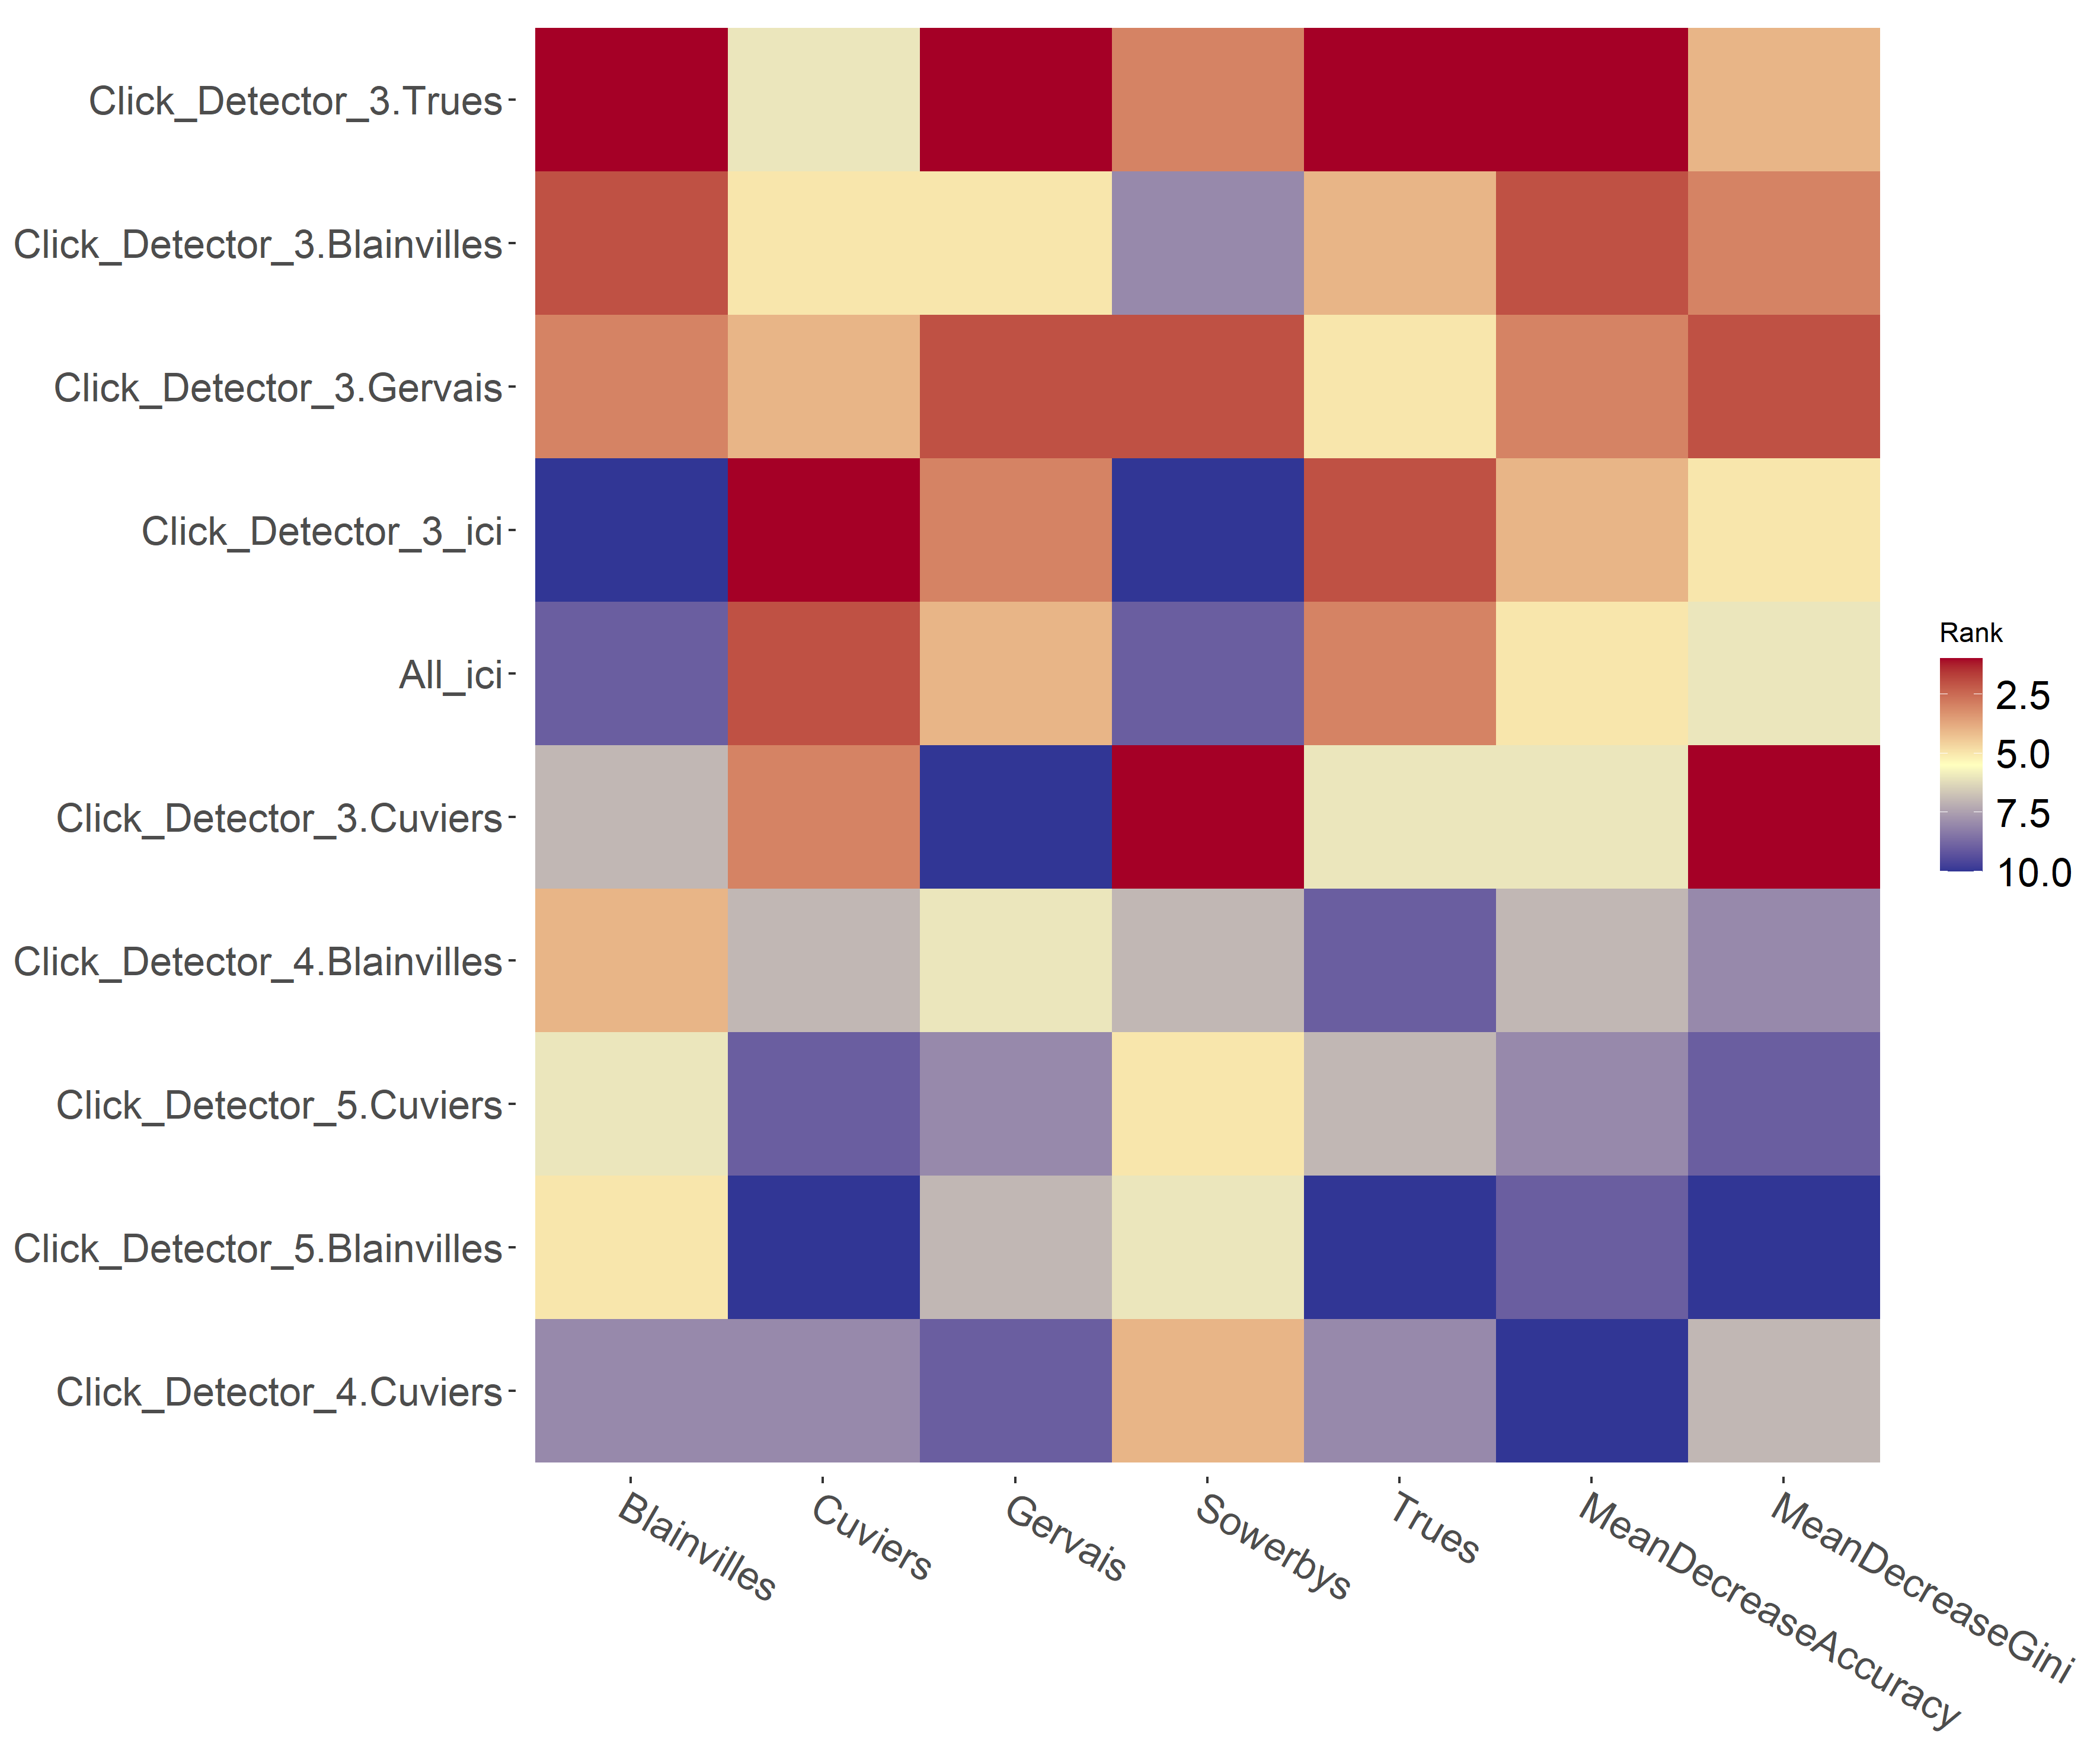 Click_Detector_3.Trues
Click_Detector_3.Blainvilles
Click_Detector_3.Gervais
Click_Detector_3_ici
All_ici
Click_Detector_3.Cuviers
Click_Detector_4.Blainvilles
Click_Detector_5.Cuviers
Click_Detector_5.Blainvilles
Click_Detector_4.Cuviers
Blainvilles
Cuviers
Gervais
Sowerbys
Trues
MeanDecreaseAccuracy
MeanDecreaseGini
Rank
2.5
5.0
7.5
10.0